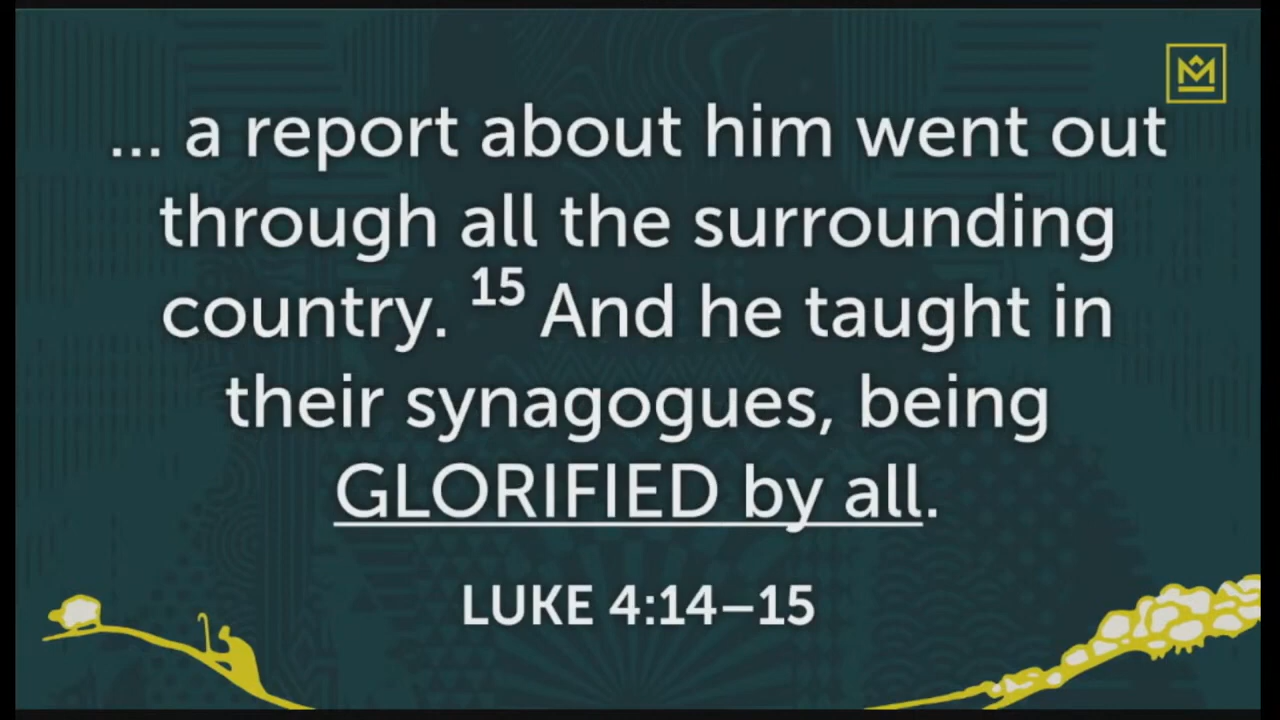 ... a report about him went out
through all the surrounding
country. 15 And he taught in
their synagogues, being
GLORIFIED by all.
LUKE 4:14–15